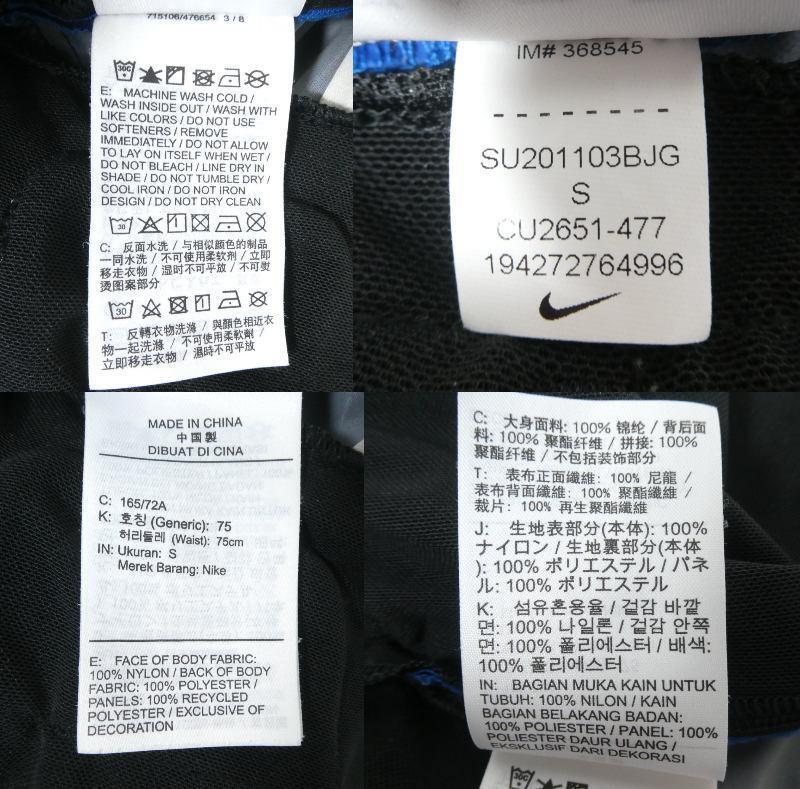 715106/476654 3 / 8
30C
E: MACHINE WASH COLD /
WASH INSIDE OUT / WASH WITH
LIKE COLORS / DO NOT USE
SOFTENERS / REMOVE
IMMEDIATELY / DO NOT ALLOW
TO LAY ON ITSELF WHEN WET /
DO NOT BLEACH / LINE DRY IN
SHADE / DO NOT TUMBLE DRY /
COOL IRON / DO NOT IRON
DESIGN / DO NOT DRY CLEAN
30
C: 反面水洗 / 与相似颜色的制品
一同水洗 / 不可使用柔软剂 / 立即
移走衣物 / 湿时不可平放 / 不可熨
烫图案部分
30
T: 反轉衣物洗滌 / 與顏色相近衣
物一起洗滌 / 不可使用柔軟劑 /
立即移走衣物 / 濕時不可平放
IM# 368545
SU201103BJG
S
CU2651-477
194272764996
MADE IN CHINA
中国製
DIBUAT DI CINA
C: 165/72A
K: 호칭 (Generic): 75
허리둘레 (Waist): 75cm
IN: Ukuran: S
Merek Barang: Nike
E: FACE OF BODY FABRIC:
100% NYLON / BACK OF BODY
FABRIC: 100% POLYESTER /
PANELS: 100% RECYCLED
POLYESTER / EXCLUSIVE OF
DECORATION
C: 大身面料: 100% 锦纶 / 背后面
料: 100% 聚酯纤维 / 拼接: 100%
聚酯纤维 / 不包括装饰部分
T: 表布正面纖維: 100% 尼龍 /
表布背面纖維: 100% 聚酯纖維 /
裁片: 100% 再生聚酯纖維
J: 生地表部分(本体): 100%
ナイロン / 生地裏部分(本体
): 100% ポリエステル / パネ
ル: 100% ポリエステル
K: 섬유혼용율 / 겉감 바깥
면: 100% 나일론 / 겉감 안쪽
면: 100% 폴리에스터 / 배색:
100% 폴리에스터
IN: BAGIAN MUKA KAIN UNTUK
TUBUH: 100% NILON / KAIN
BAGIAN BELAKANG BADAN:
100% POLIESTER / PANEL: 100%
POLIESTER DAUR ULANG /
EKSKLUSIF DARI DEKORASI
30C